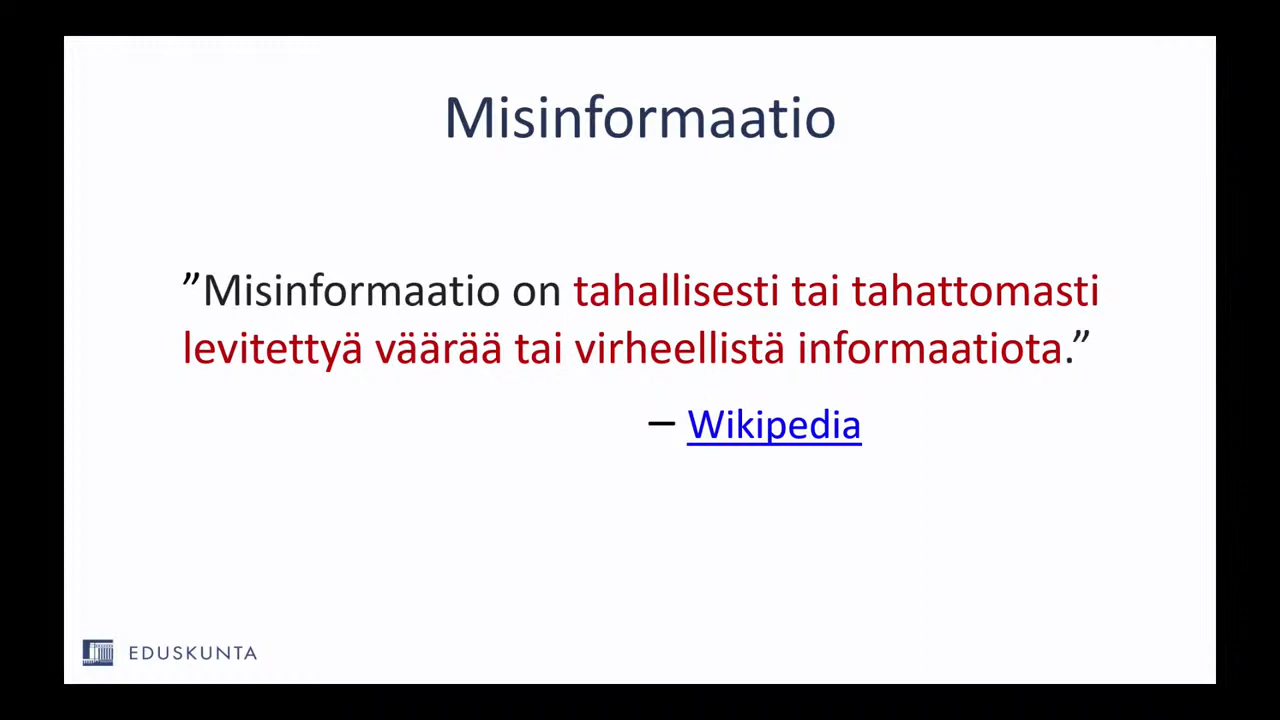 Misinformaatio
”Misinformaatio on tahallisesti tai tahattomasti
levitettyä väärää tai virheellistä informaatiota.”
– Wikipedia
EDUSKUNTA